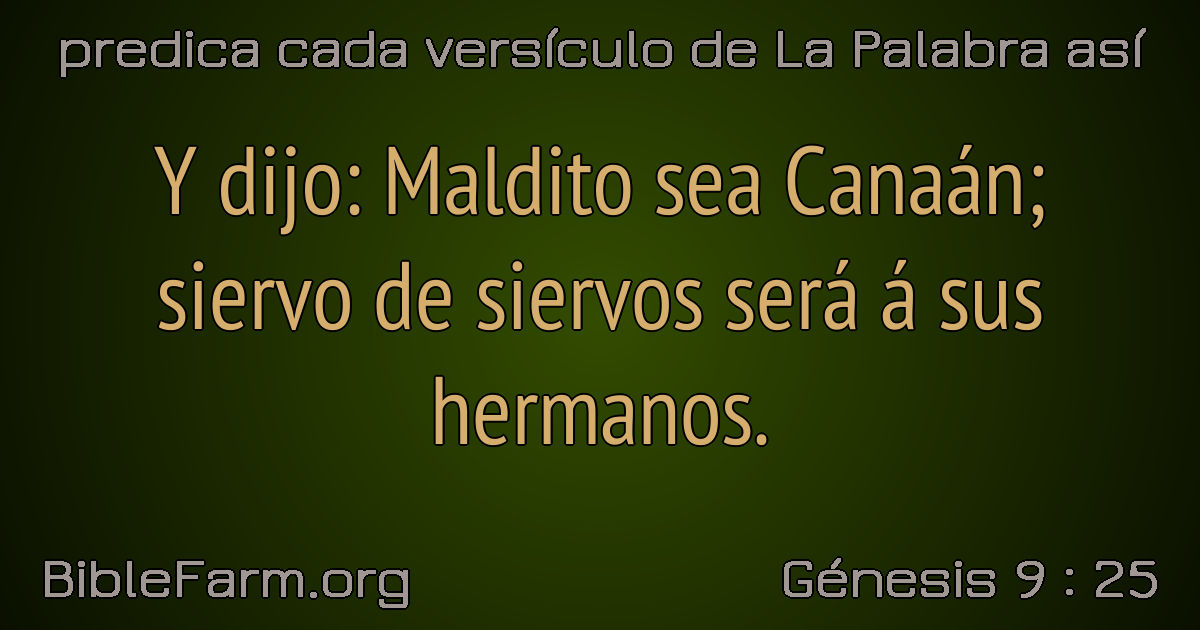 predica cada versículo de La Palabra así
Y dijo: Maldito sea Canaán;
siervo de siervos será á sus
hermanos.
BibleFarm.org
Génesis 9 : 25